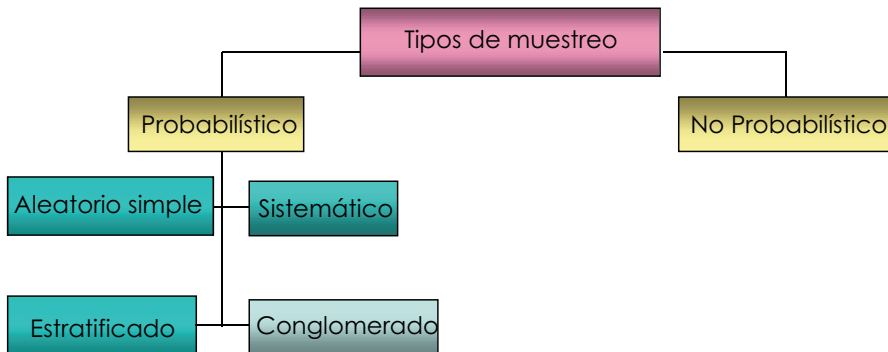 Tipos de muestreo
Probabilístico
No Probabilístico
Aleatorio simple
Sistemático
Estratificado
Conglomerado